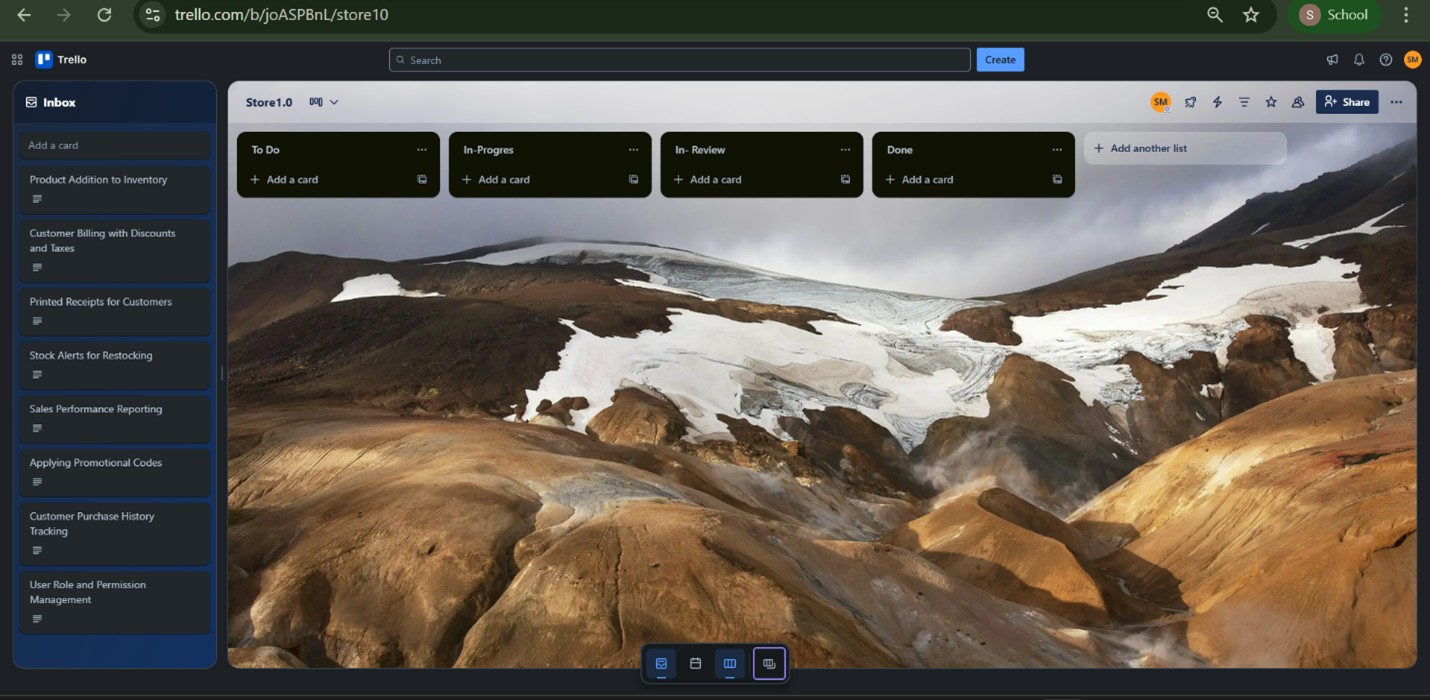 trello.com/b/joASPBnL/store10
S School
Trello
Search
Create
SM
Inbox
Add a card
Product Addition to Inventory
Customer Billing with Discounts
and Taxes
Printed Receipts for Customers
Stock Alerts for Restocking
Sales Performance Reporting
Applying Promotional Codes
Customer Purchase History
Tracking
User Role and Permission
Management
Store1.0
SM
Share
To Do
Add a card
In-Progres
Add a card
In- Review
Add a card
Done
Add a card
Add another list